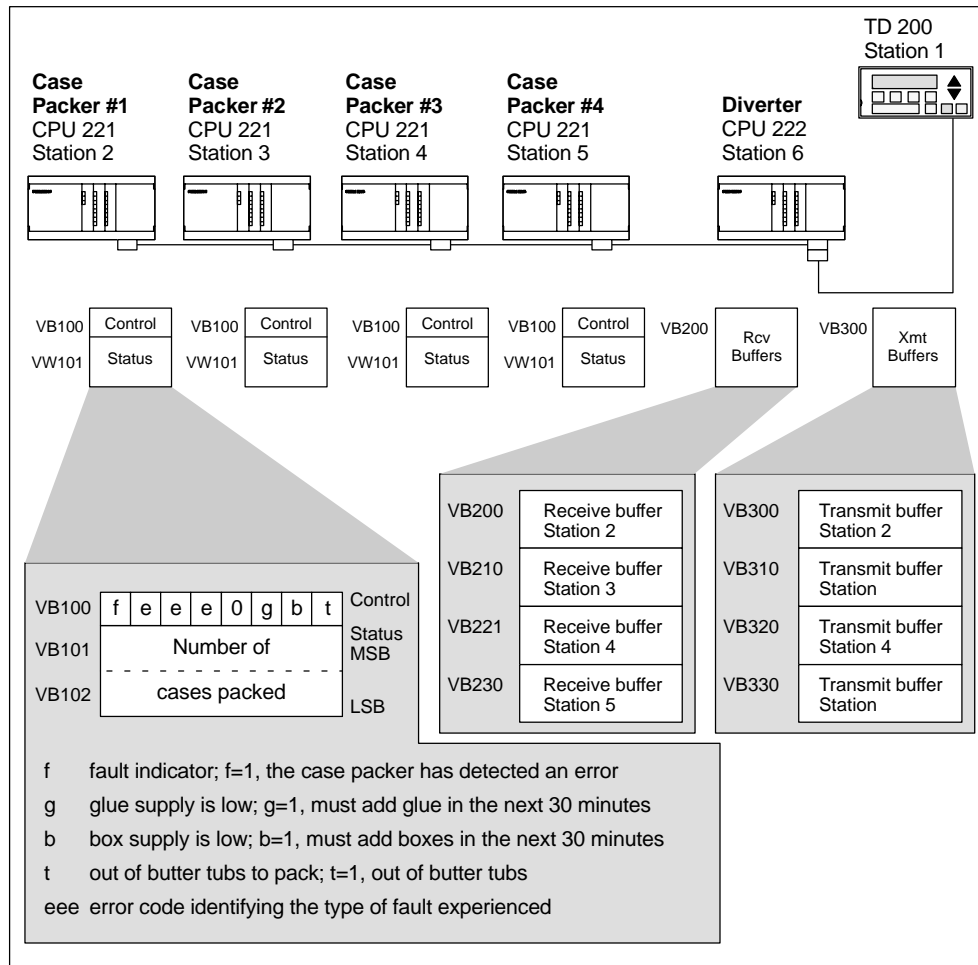 TD 200
Station 1
Case
Packer #1
CPU 221
Station 2
Case
Packer #2
CPU 221
Station 3
Case
Packer #3
CPU 221
Station 4
Case
Packer #4
CPU 221
Station 5
Diverter
CPU 222
Station 6
VB100 Control
VW101 Status
VB100 Control
VW101 Status
VB100 Control
VW101 Status
VB100 Control
VW101 Status
VB200 Rcv
Buffers
VB300 Xmt
Buffers
VB200 Receive buffer
Station 2
VB210 Receive buffer
Station 3
VB221 Receive buffer
Station 4
VB230 Receive buffer
Station 5
VB300 Transmit buffer
Station 2
VB310 Transmit buffer
Station
VB320 Transmit buffer
Station 4
VB330 Transmit buffer
Station
VB100 f e e e 0 g b t Control
VB101 Number of Status
MSB
VB102 cases packed
LSB
f fault indicator; f=1, the case packer has detected an error
g glue supply is low; g=1, must add glue in the next 30 minutes
b box supply is low; b=1, must add boxes in the next 30 minutes
t out of butter tubs to pack; t=1, out of butter tubs
eee error code identifying the type of fault experienced